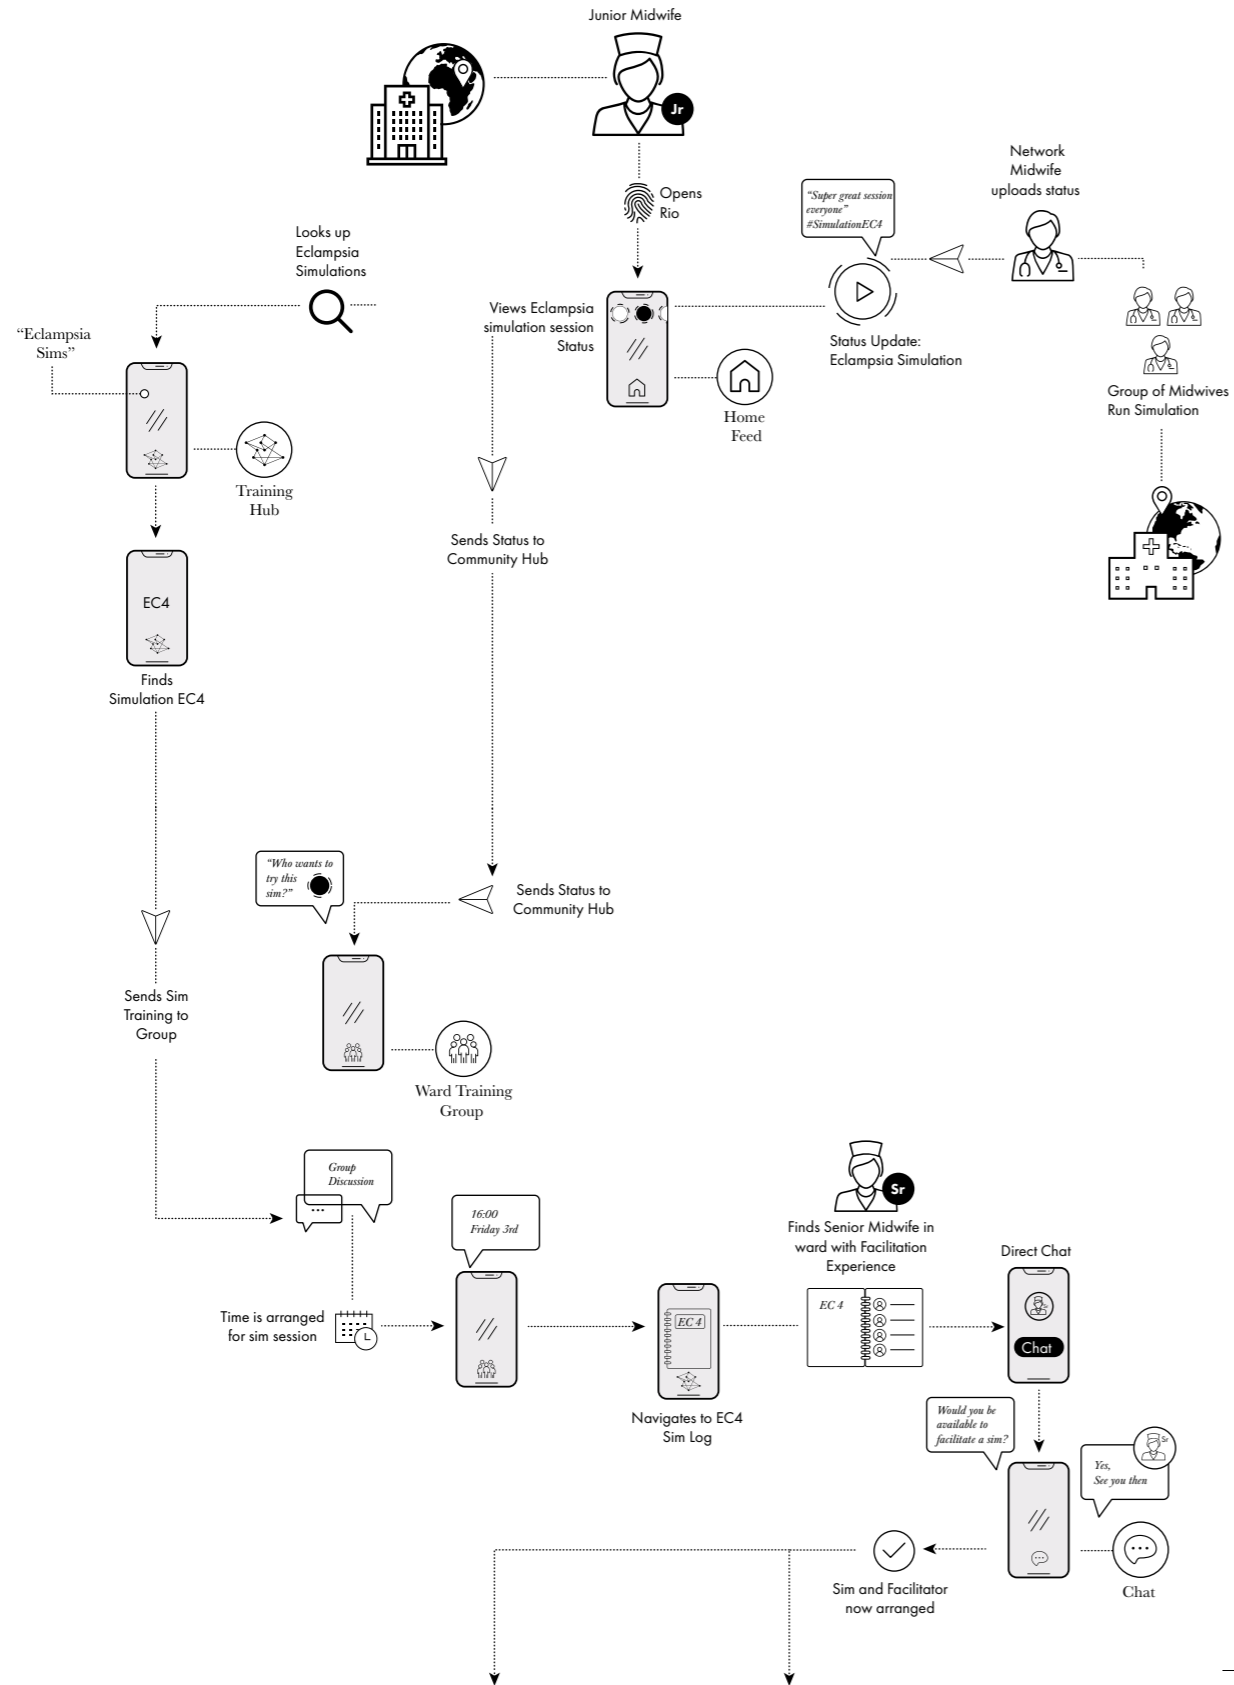 Junior Midwife
Jr
Opens
Rio
Network
Midwife
uploads status
“Super great session
everyone”
#SimulationEC4
Looks up
Eclampsia
Simulations
Views Eclampsia
simulation session
Status
Status Update:
Eclampsia Simulation
“Eclampsia
Sims”
Group of Midwives
Run Simulation
Home
Feed
Training
Hub
Sends Status to
Community Hub
EC4
Finds
Simulation EC4
“Who wants to
try this
sim?”
Sends Status to
Community Hub
Sends Sim
Training to
Group
Ward Training
Group
Group
Discussion
Sr
16:00
Friday 3rd
Finds Senior Midwife in
ward with Facilitation
Experience
Direct Chat
Time is arranged
for sim session
EC 4
EC 4
Chat
Navigates to EC4
Sim Log
Would you be
available to
facilitate a sim?
Sr
Yes,
See you then
Sim and Facilitator
now arranged
Chat